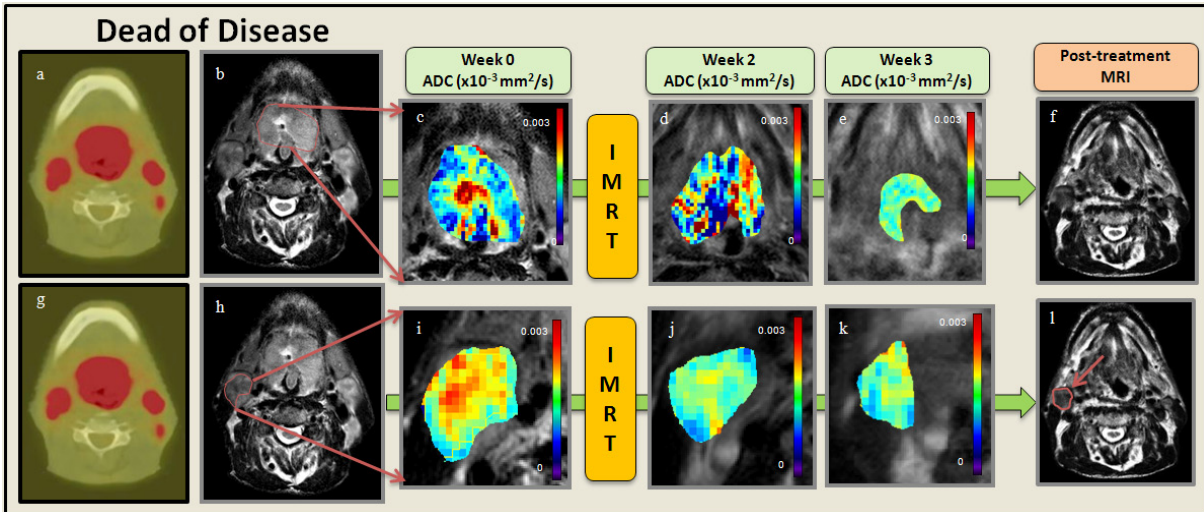 Dead of Disease
Week 0
ADC (x10⁻³ mm²/s)
Week 2
ADC (x10⁻³ mm²/s)
Week 3
ADC (x10⁻³ mm²/s)
Post-treatment
MRI
a
b
c
0.003
0
I
M
R
T
d
0.003
0
e
0.003
0
f
g
h
i
0.003
0
I
M
R
T
j
0.003
0
k
0.003
0
l